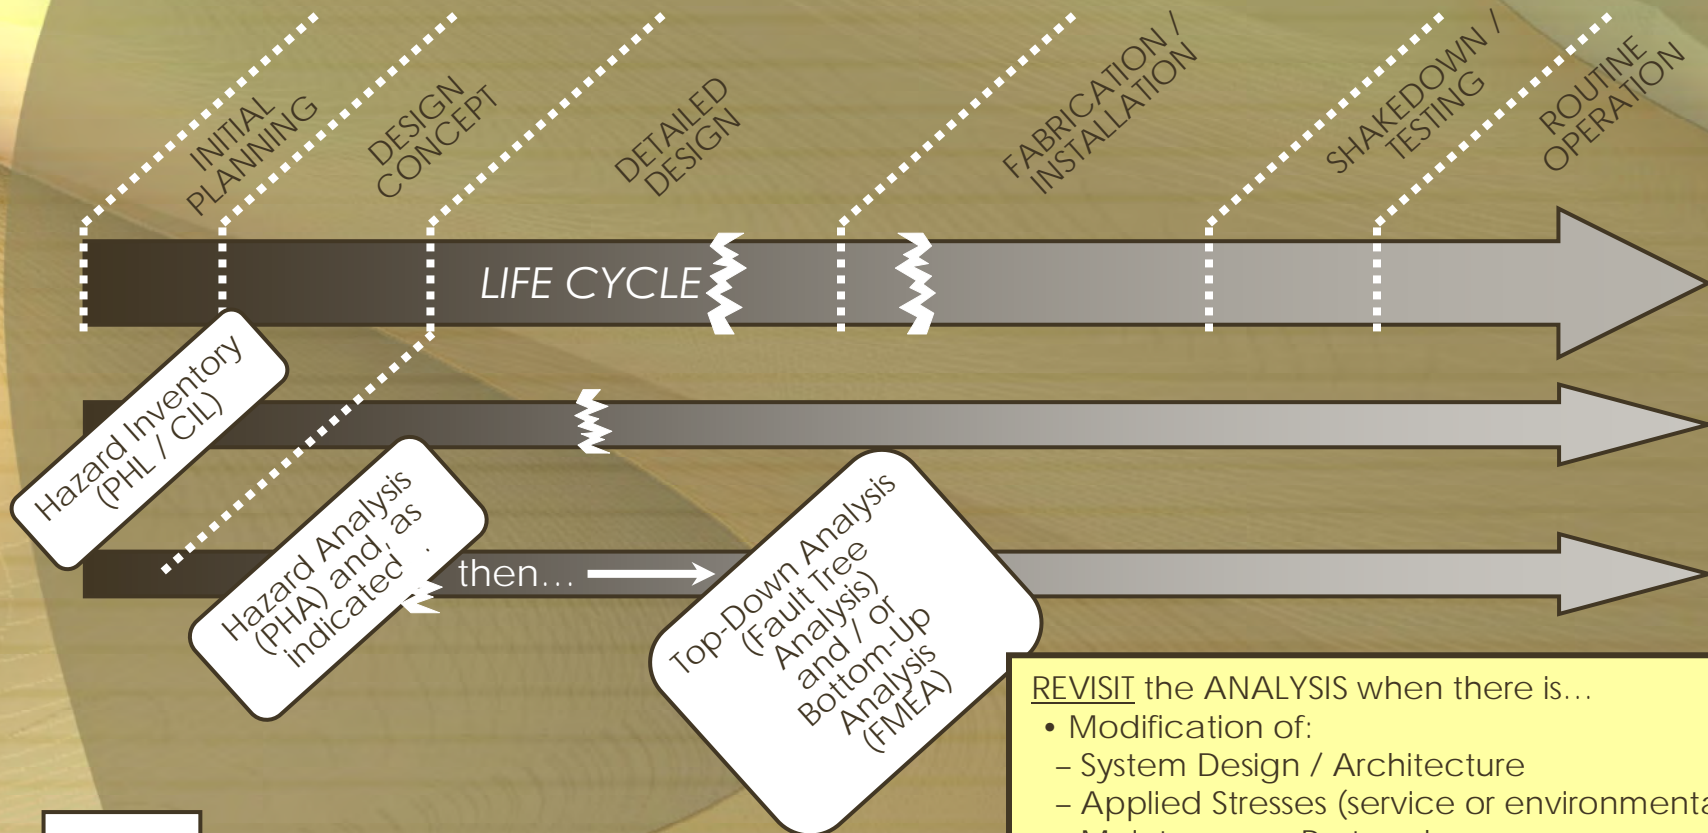 INITIAL
PLANNING
DESIGN
CONCEPT
DETAILED
DESIGN
FABRICATION /
INSTALLATION
SHAKEDOWN /
TESTING
ROUTINE
OPERATION
LIFE CYCLE
Hazard Inventory
(PHL / CIL)
Hazard Analysis
(PHA) and, as
indicated .
then…
Top-Down Analysis
(Fault Tree
Analysis)
and / or
Bottom-Up
Analysis
(FMEA)
REVISIT the ANALYSIS when there is…
• Modification of:
– System Design / Architecture
– Applied Stresses (service or environmenta